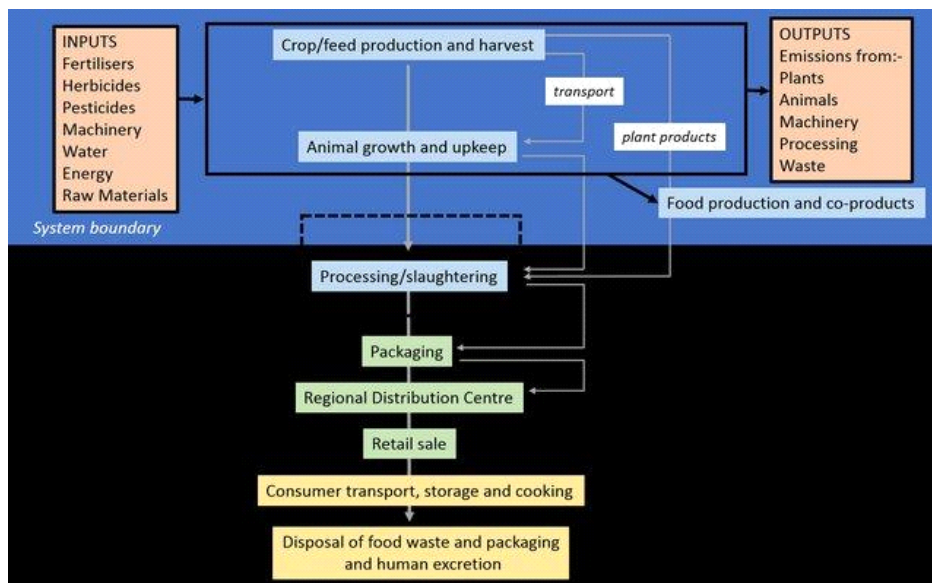 INPUTS
Fertilisers
Herbicides
Pesticides
Machinery
Water
Energy
Raw Materials
Crop/feed production and harvest
transport
plant products
Animal growth and upkeep
OUTPUTS
Emissions from:-
Plants
Animals
Machinery
Processing
Waste
Food production and co-products
System boundary
Processing/slaughtering
Packaging
Regional Distribution Centre
Retail sale
Consumer transport, storage and cooking
Disposal of food waste and packaging
and human excretion